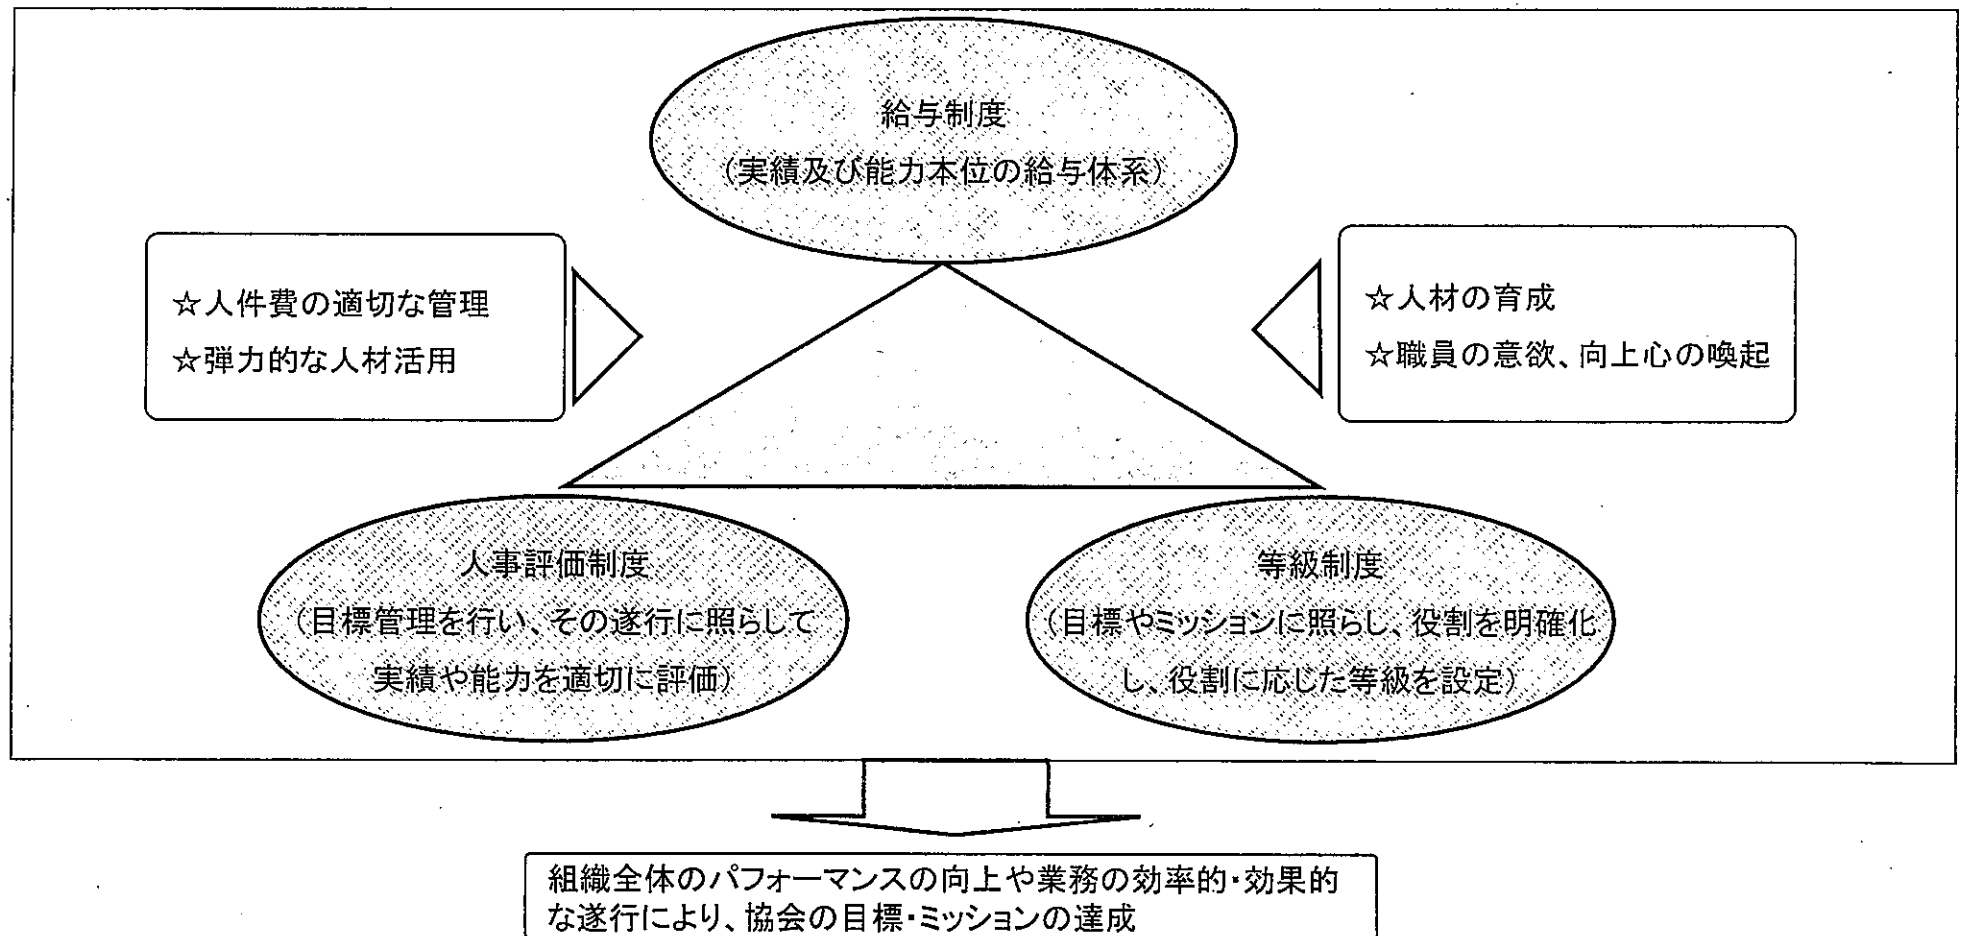 給与制度
（実績及び能力本位の給与体系）
☆人件費の適切な管理
☆弾力的な人材活用
☆人材の育成
☆職員の意欲、向上心の喚起
人事評価制度
（目標管理を行い、その遂行に照らして
実績や能力を適切に評価）
等級制度
（目標やミッションに照らし、役割を明確化
し、役割に応じた等級を設定）
組織全体のパフォーマンスの向上や業務の効率的・効果的
な遂行により、協会の目標・ミッションの達成